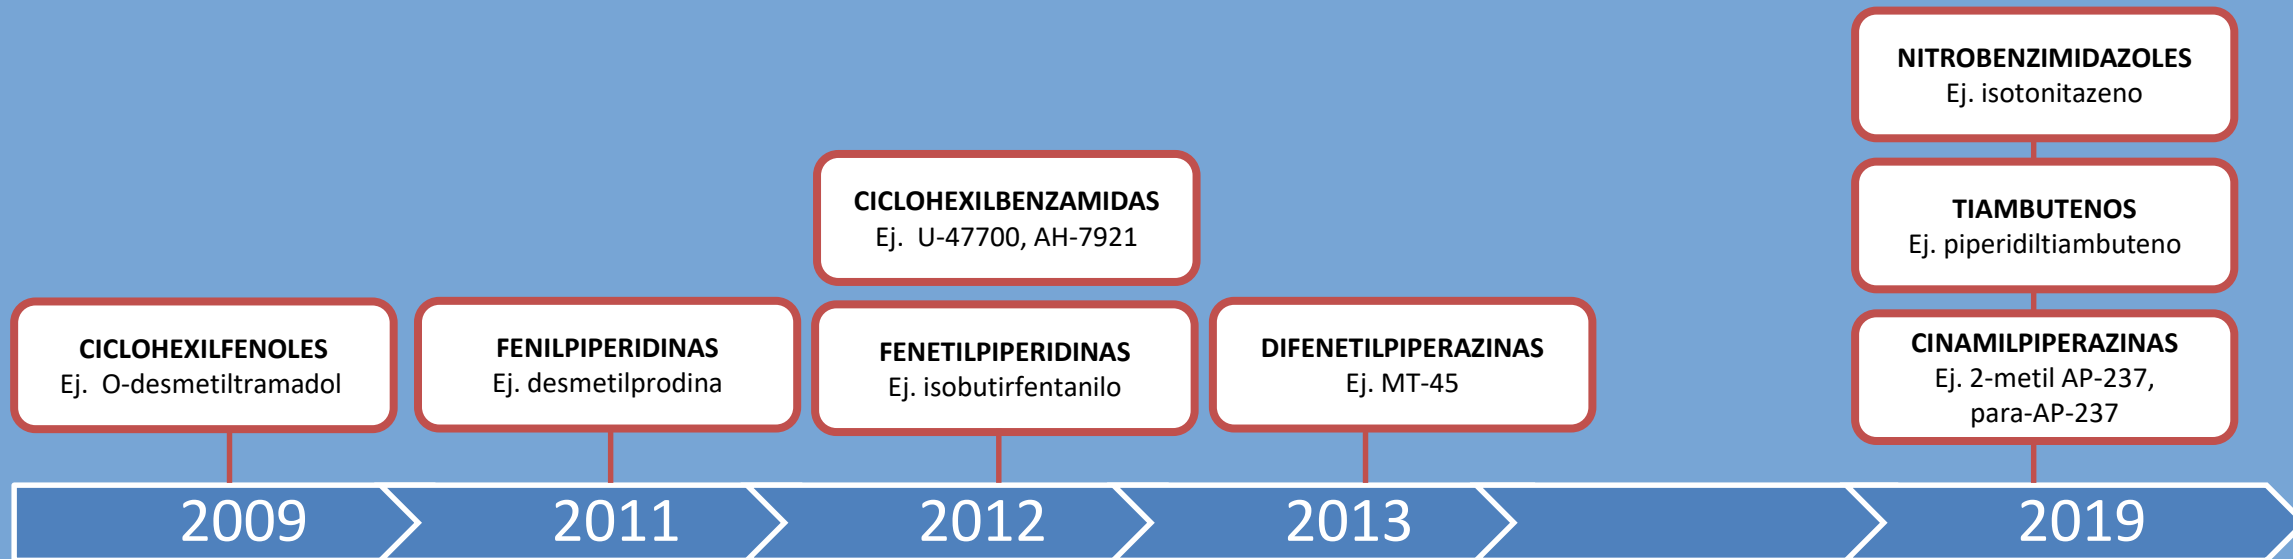 CICLOHEXILFENOLES
Ej. O-desmetiltramadol
FENILPIPERIDINAS
Ej. desmetilprodina
CICLOHEXILBENZAMIDAS
Ej. U-47700, AH-7921
FENETILPIPERIDINAS
Ej. isobutirfentanilo
DIFENETILPIPERAZINAS
Ej. MT-45
NITROBENZIMIDAZOLES
Ej. isotonitazeno
TIAMBUTENOS
Ej. piperidiltiambuteno
CINAMILPIPERAZINAS
Ej. 2-metil AP-237,
para-AP-237
2009
2011
2012
2013
2019